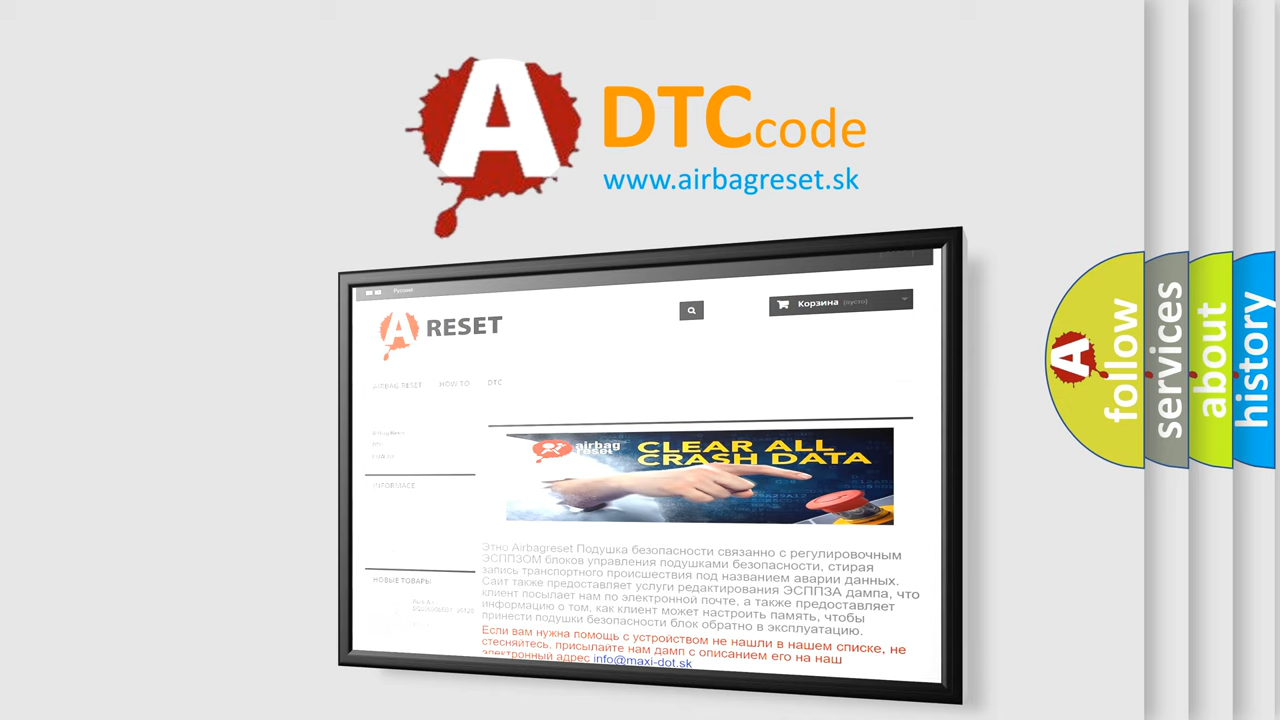 A
DTC code
www.airbagreset.sk
Русский
A RESET
Корзина (пусто)
AIRBAG RESET HOW TO DTC
INFORMACE
НОВЫЕ ТОВАРЫ
airbag
reset
CLEAR ALL
CRASH DATA
Этно Airbagreset Подушка безопасности связанно с регулировочным
ЭСППЗОМ блоков управления подушками безопасности, стирая
запись транспортного происшествия под названием аварии данных.
Сайт также предоставляет услуги редактирования ЭСППЗА дампа, что
клиент посылает нам по электронной почте, а также предоставляет
информацию о том, как клиент может настроить память, чтобы
принести подушки безопасности блок обратно в эксплуатацию.
Если вам нужна помощь с устройством не нашли в нашем списке, не
стесняйтесь, присылайте нам дамп с описанием его на наш
электронный адрес info@maxi-dot.sk
A
follow
services
about
history